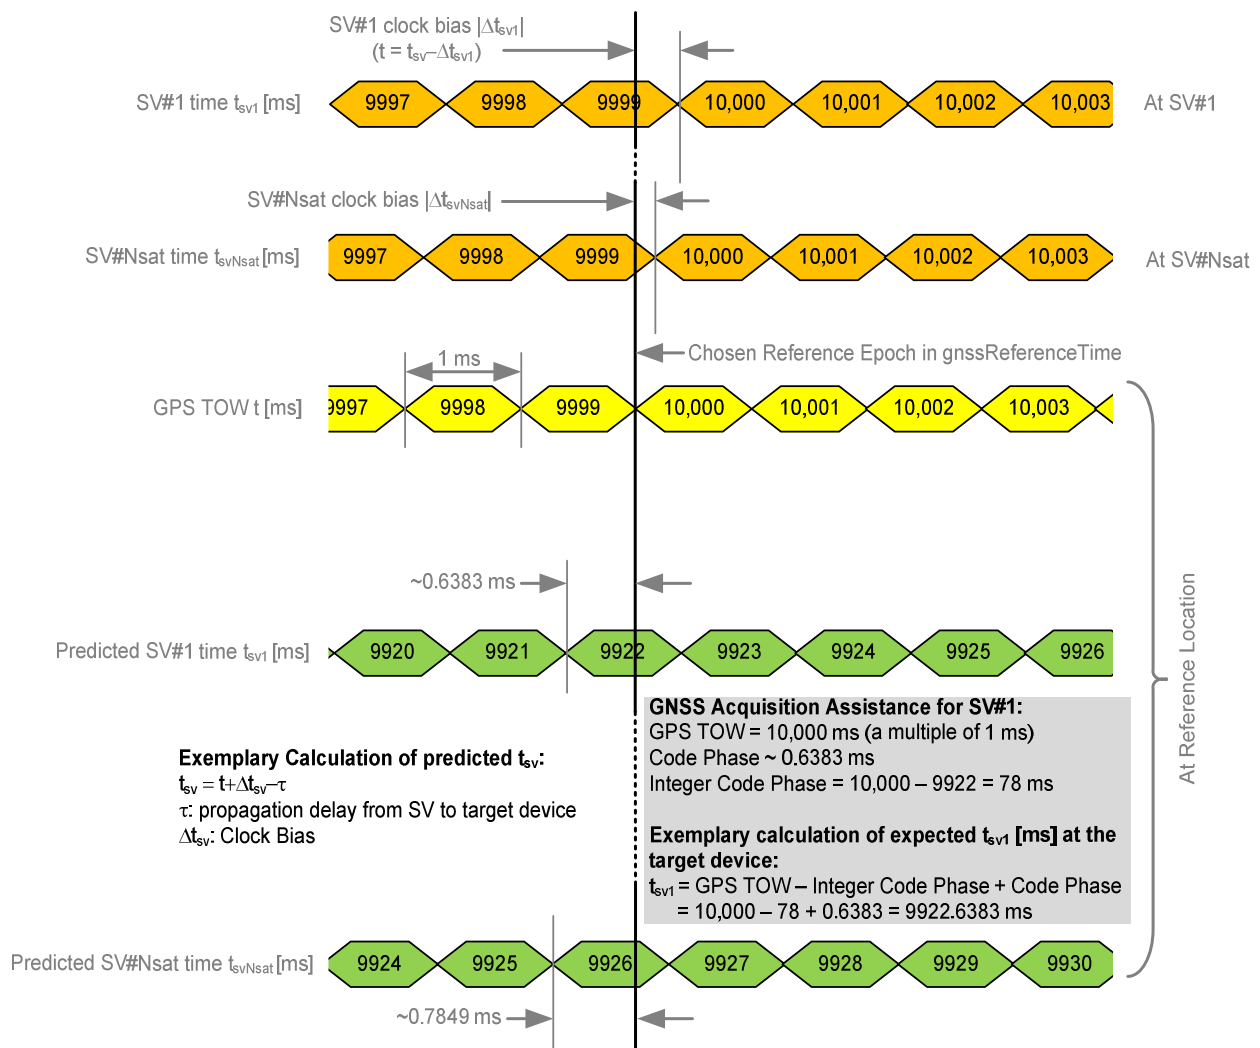 SV#1 clock bias |Δtsv1|
(t = tsv–Δtsv1)
SV#1 time tsv1 [ms]
9997 9998 9999 10,000 10,001 10,002 10,003
At SV#1
SV#Nsat clock bias |ΔtsvNsat|
SV#Nsat time tsvNsat [ms]
9997 9998 9999 10,000 10,001 10,002 10,003
At SV#Nsat
Chosen Reference Epoch in gnssReferenceTime
1 ms
GPS TOW t [ms]
9997 9998 9999 10,000 10,001 10,002 10,003
~0.6383 ms
Predicted SV#1 time tsv1 [ms]
9920 9921 9922 9923 9924 9925 9926
At Reference Location
GNSS Acquisition Assistance for SV#1:
GPS TOW = 10,000 ms (a multiple of 1 ms)
Code Phase ~ 0.6383 ms
Integer Code Phase = 10,000 – 9922 = 78 ms
Exemplary calculation of expected tsv1 [ms] at the
target device:
tsv1 = GPS TOW – Integer Code Phase + Code Phase
= 10,000 – 78 + 0.6383 = 9922.6383 ms
Exemplary Calculation of predicted tsv:
tsv = t+Δtsv–τ
τ: propagation delay from SV to target device
Δtsv: Clock Bias
Predicted SV#Nsat time tsvNsat [ms]
9924 9925 9926 9927 9928 9929 9930
~0.7849 ms